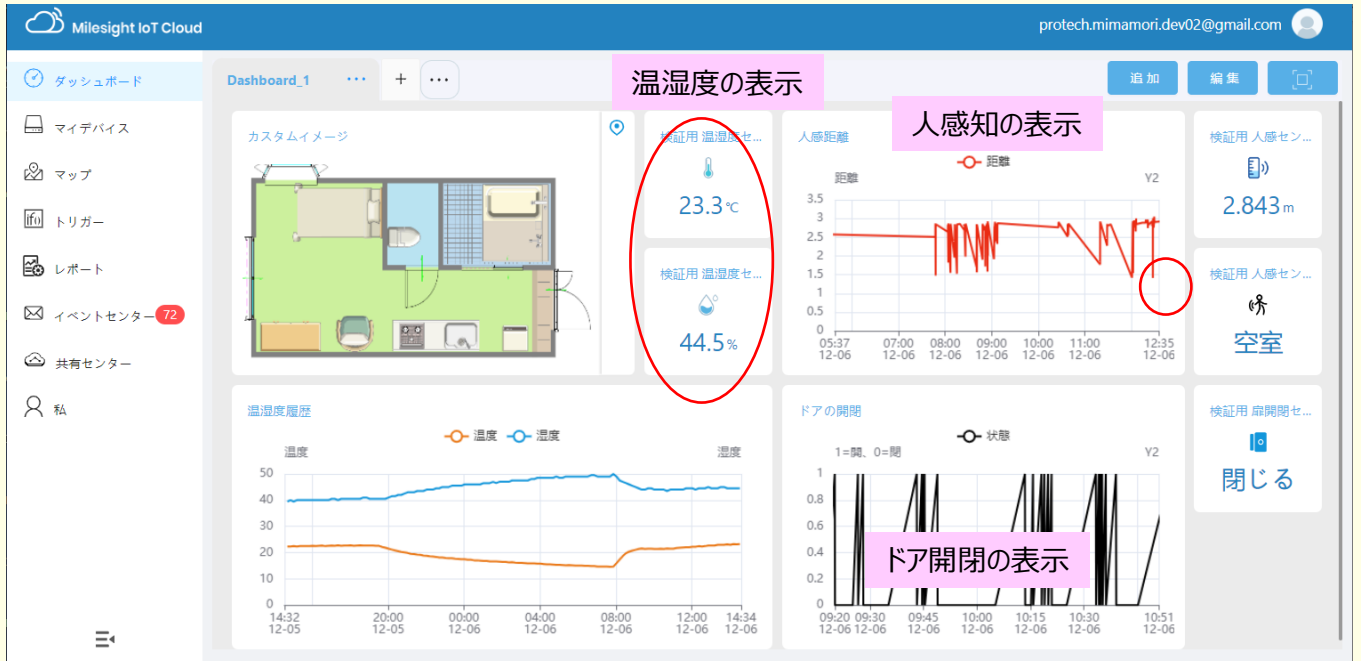 Milesight IoT Cloud
protech.mimamori.dev02@gmail.com
ダッシュボード
マイデバイス
マップ
トリガー
レポート
イベントセンター 72
共有センター
私
Dashboard_1 ... + ...
追加 編集
温湿度の表示
人感知の表示
カスタムイメージ
検証用 温湿度セ...
23.3℃
検証用 温湿度セ...
44.5%
人感距離
距離
距離 Y2
3.5
3
2.5
2
1.5
1
0.5
0
05:37 07:00 08:00 09:00 10:00 11:00 12:35
12-06 12-06 12-06 12-06 12-06 12-06 12-06
検証用 人感セン...
2.843m
検証用 人感セン...
空室
温湿度履歴
温度 湿度
温度 湿度
50
40
30
20
10
0
14:32 20:00 00:00 04:00 08:00 12:00 14:34
12-05 12-05 12-06 12-06 12-06 12-06 12-06
ドアの開閉
状態
1=開、0=閉 Y2
1
0.8
0.6
0.4
0.2
0
ドア開閉の表示
09:20 09:30 09:45 10:00 10:15 10:30 10:51
12-06 12-06 12-06 12-06 12-06 12-06 12-06
検証用 扉開閉セ...
閉じる